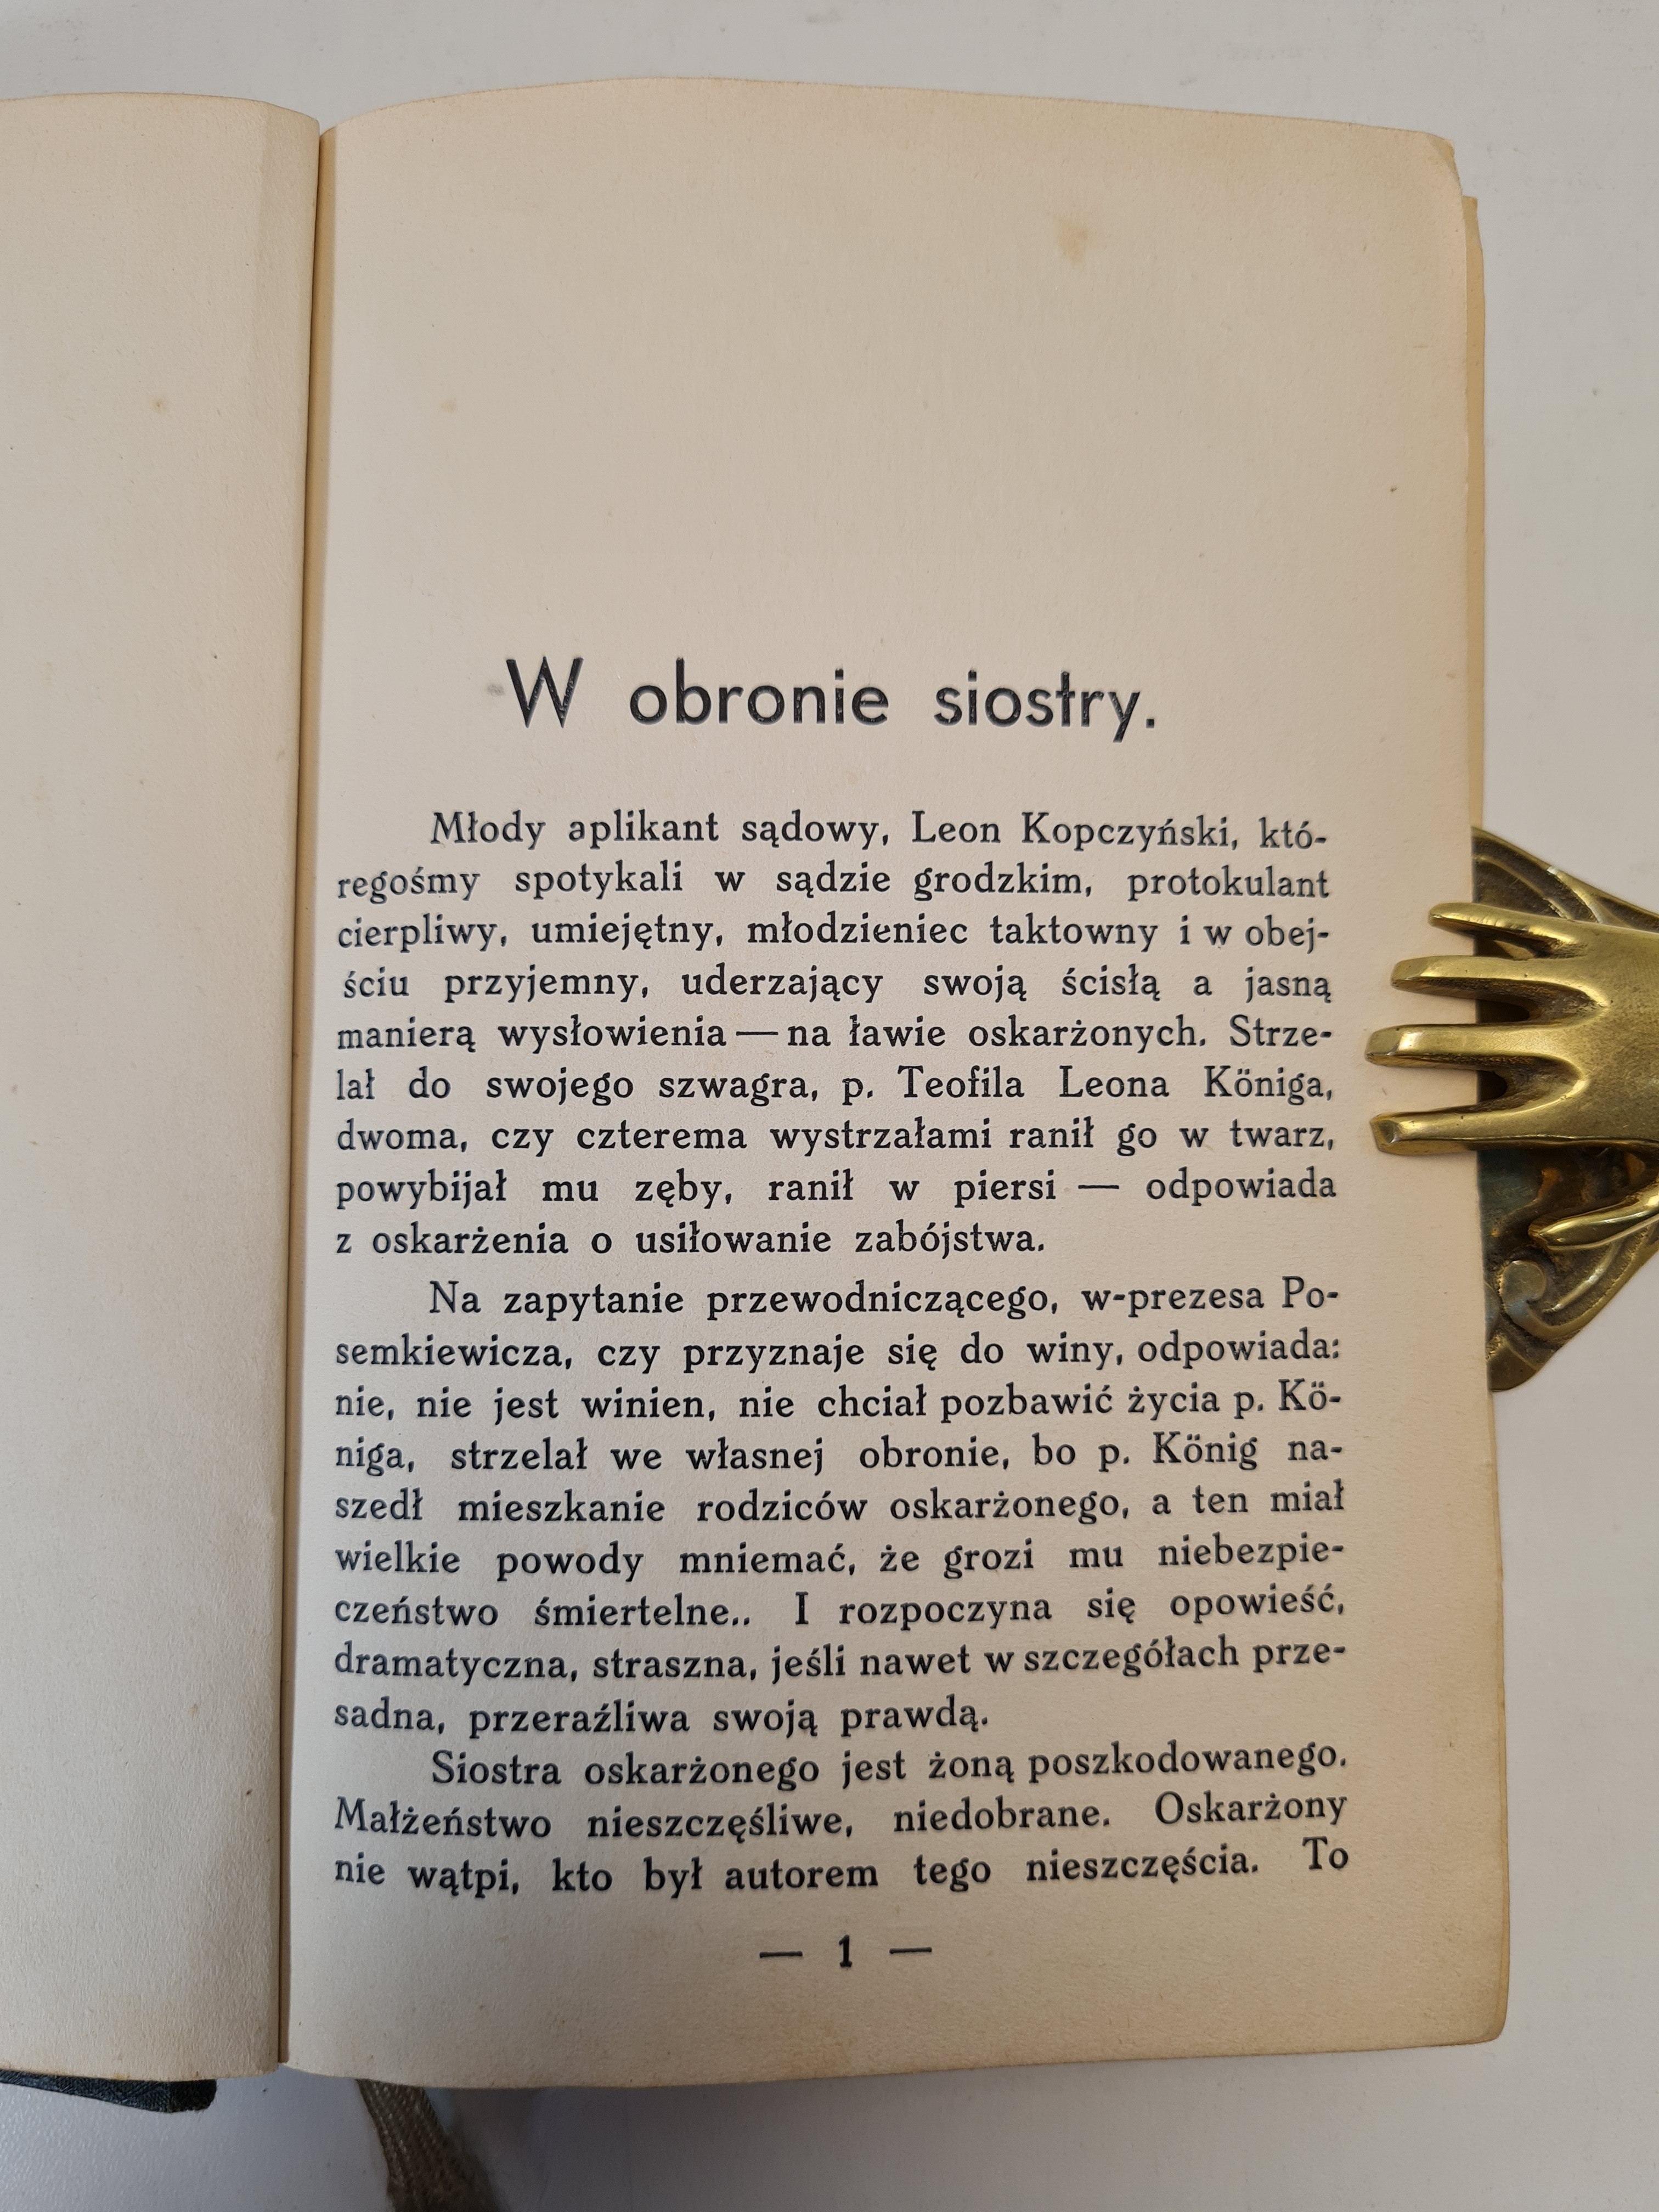 W obronie siostry.
Młody aplikant sądowy, Leon Kopczyński, któ-
regośmy spotykali w sądzie grodzkim, protokulant
cierpliwy, umiejętny, młodzieniec taktowny i w obej-
ściu przyjemny, uderzający swoją ścisłą a jasną
manierą wysłowienia — na ławie oskarżonych. Strze-
lał do swojego szwagra, p. Teofila Leona Königa,
dwoma, czy czterema wystrzałami ranił go w twarz,
powybijał mu zęby, ranił w piersi — odpowiada
z oskarżenia o usiłowanie zabójstwa.
Na zapytanie przewodniczącego, w-prezesa Po-
semkiewicza, czy przyznaje się do winy, odpowiada:
nie, nie jest winien, nie chciał pozbawić życia p. Kö-
niga, strzelał we własnej obronie, bo p. König na-
szedł mieszkanie rodziców oskarżonego, a ten miał
wielkie powody mniemać, że grozi mu niebezpie-
czeństwo śmiertelne.. I rozpoczyna się opowieść,
dramatyczna, straszna, jeśli nawet w szczegółach prze-
sadna, przeraźliwa swoją prawdą.
Siostra oskarżonego jest żoną poszkodowanego.
Małżeństwo nieszczęśliwe, niedobrane. Oskarżony
nie wątpi, kto był autorem tego nieszczęścia. To
— 1 —